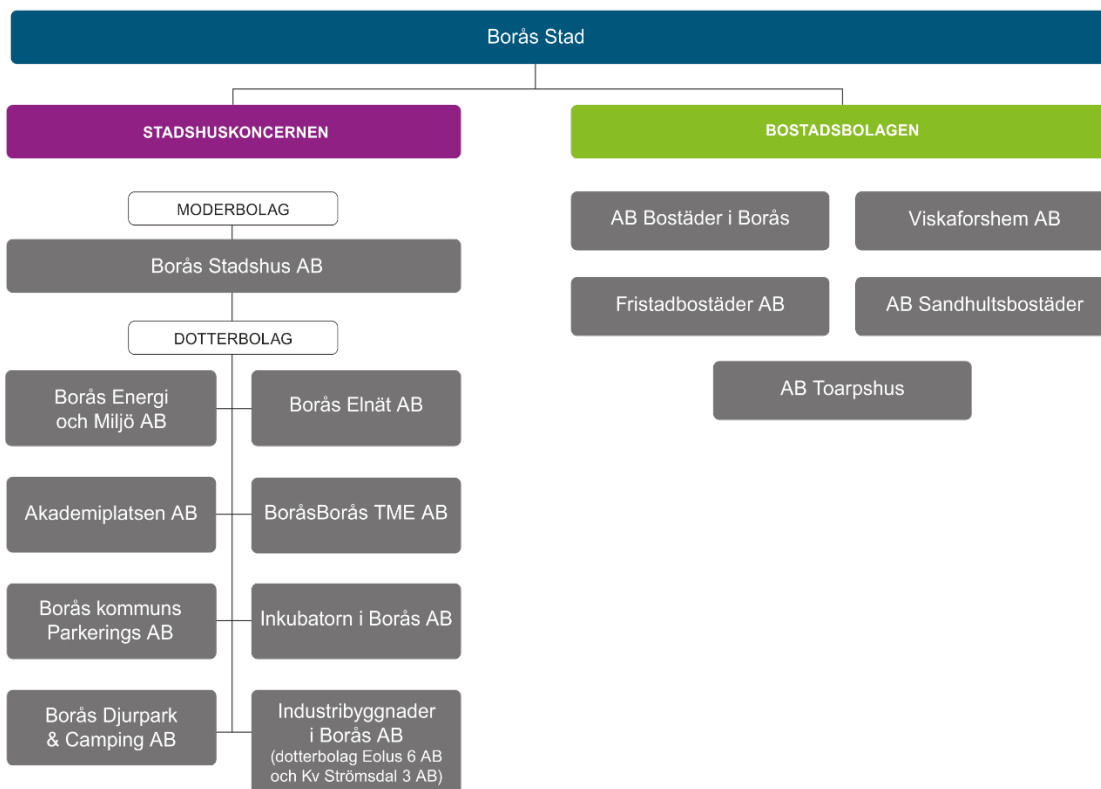 Borås Stad
STADSHUSKONCERNEN
MODERBOLAG
Borås Stadshus AB
DOTTERBOLAG
Borås Energi
och Miljö AB
Borås Elnät AB
Akademiplatsen AB
BoråsBorås TME AB
Borås kommuns
Parkerings AB
Inkubatorn i Borås AB
Borås Djurpark
& Camping AB
Industribyggnader
i Borås AB
(dotterbolag Eolus 6 AB
och Kv Strömsdal 3 AB)
BOSTADSBOLAGEN
AB Bostäder i Borås
Viskaforshem AB
Fristadbostäder AB
AB Sandhultsbostäder
AB Toarpshus